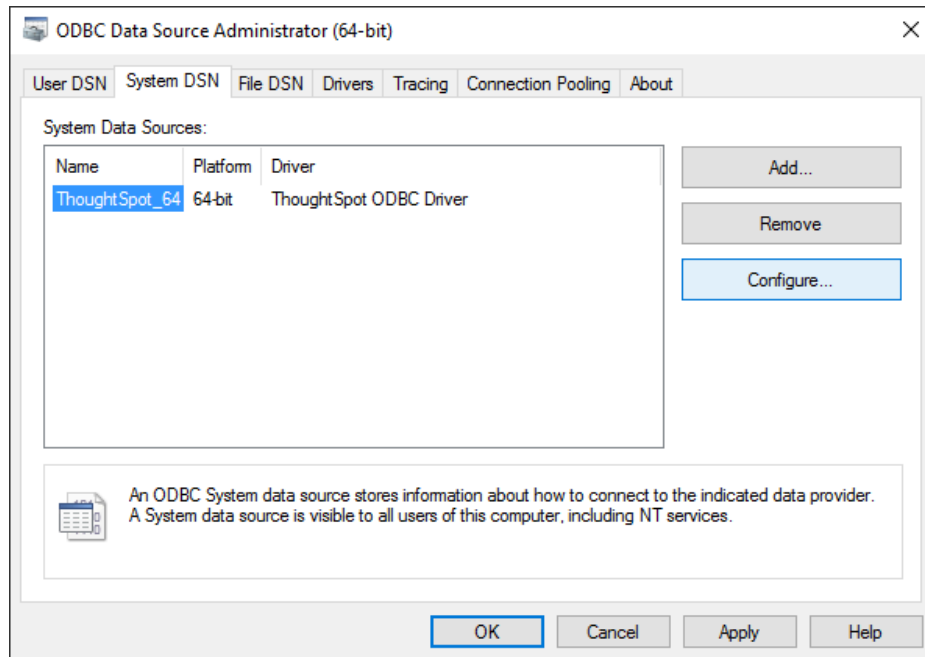 ODBC Data Source Administrator (64-bit)
User DSN System DSN File DSN Drivers Tracing Connection Pooling About
System Data Sources:
Name Platform Driver
ThoughtSpot_64 64-bit ThoughtSpot ODBC Driver
Add...
Remove
Configure...
An ODBC System data source stores information about how to connect to the indicated data provider.
A System data source is visible to all users of this computer, including NT services.
OK Cancel Apply Help